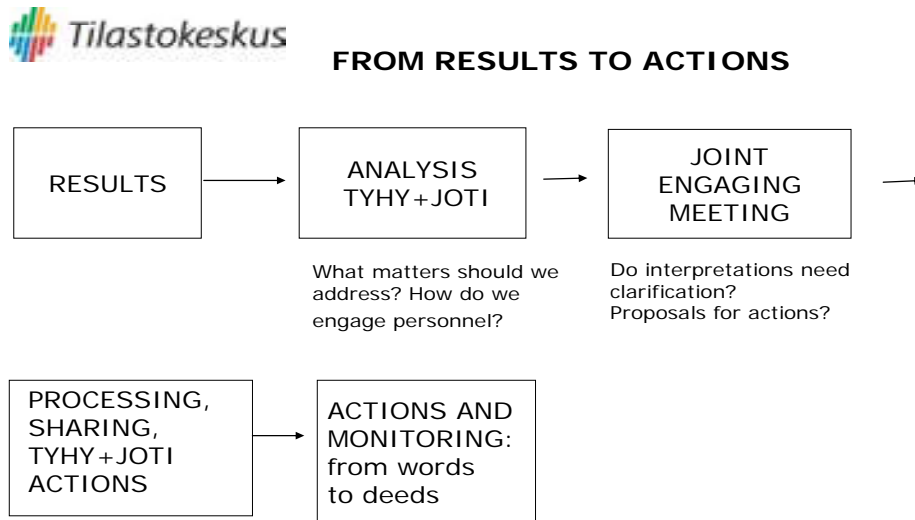 Tilastokeskus
FROM RESULTS TO ACTIONS
RESULTS
ANALYSIS
TYHY+JOTI
JOINT
ENGAGING
MEETING
What matters should we
address? How do we
engage personnel?
Do interpretations need
clarification?
Proposals for actions?
PROCESSING,
SHARING,
TYHY+JOTI
ACTIONS
ACTIONS AND
MONITORING:
from words
to deeds